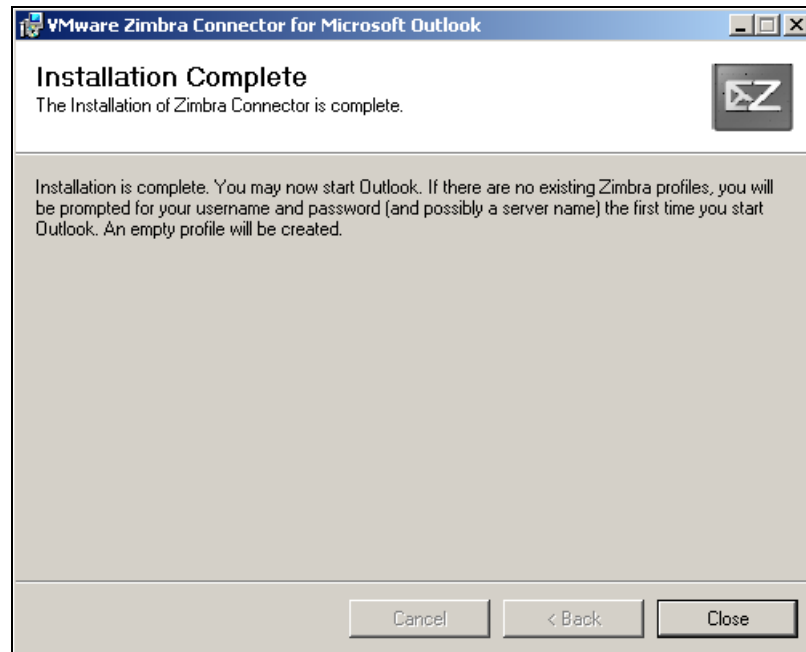 VMware Zimbra Connector for Microsoft Outlook
Installation Complete
The Installation of Zimbra Connector is complete.
Installation is complete. You may now start Outlook. If there are no existing Zimbra profiles, you will
be prompted for your username and password (and possibly a server name) the first time you start
Outlook. An empty profile will be created.
Cancel
< Back
Close